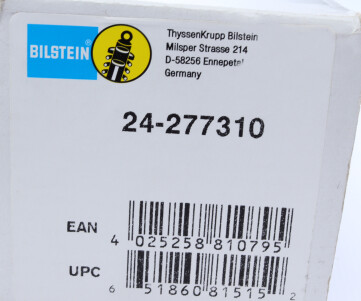 BILSTEIN
ThyssenKrupp Bilstein
Milsper Strasse 214
D-58256 Ennepetal
Germany
24-277310
EAN
4 025258 810795
UPC
6 51860 81515 2